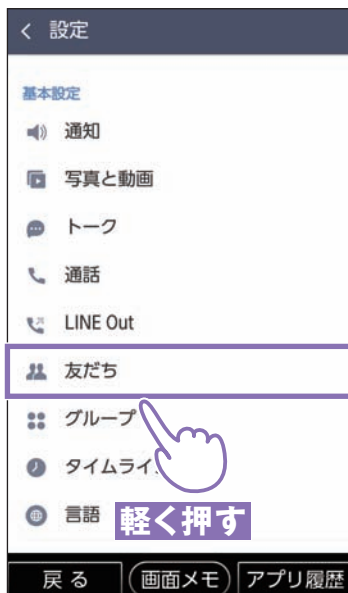 設定
基本設定
通知
写真と動画
トーク
通話
LINE Out
友だち
グループ
タイムライ
言語
軽く押す
戻る 画面メモ アプリ履歴